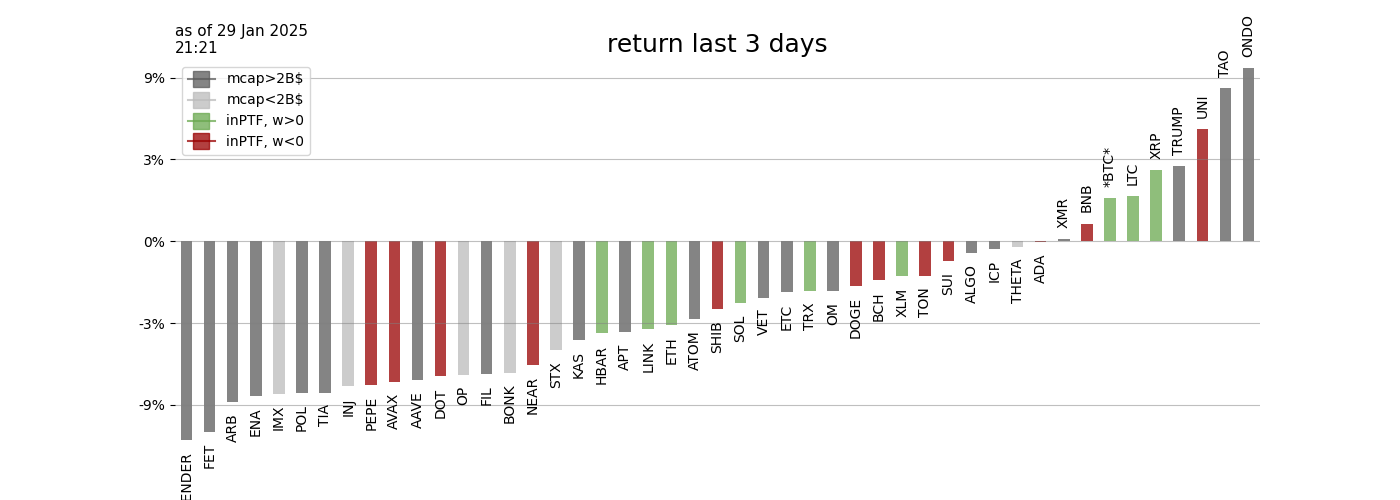 as of 29 Jan 2025
21:21
return last 3 days
mcap>2B$
mcap<2B$
inPTF, w>0
inPTF, w<0
9%
3%
0%
-3%
-9%
ENDER
FET
ARB
ENA
IMX
POL
TIA
INJ
PEPE
AVAX
AAVE
DOT
OP
FIL
BONK
NEAR
STX
KAS
HBAR
APT
LINK
ETH
ATOM
SHIB
SOL
VET
ETC
TRX
OM
DOGE
BCH
XLM
TON
SUI
ALGO
ICP
THETA
ADA
XMR
BNB
*BTC*
LTC
XRP
TRUMP
UNI
TAO
ONDO